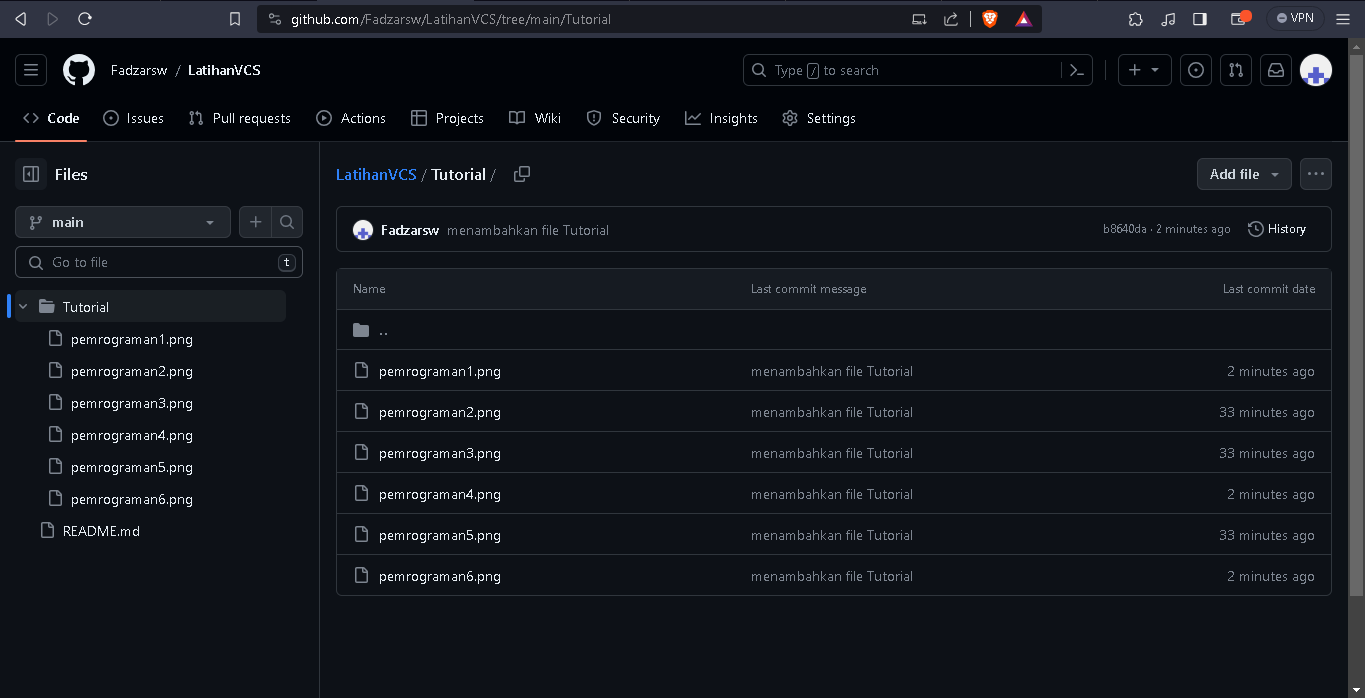 github.com/Fadzarsw/LatihanVCS/tree/main/Tutorial
VPN
Fadzarsw / LatihanVCS
Type / to search
Code Issues Pull requests Actions Projects Wiki Security Insights Settings
Files
main
Go to file t
Tutorial
pemrograman1.png
pemrograman2.png
pemrograman3.png
pemrograman4.png
pemrograman5.png
pemrograman6.png
README.md
LatihanVCS / Tutorial /
Add file
Fadzarsw menambahkan file Tutorial b8640da · 2 minutes ago History
Name Last commit message Last commit date
..
pemrograman1.png menambahkan file Tutorial 2 minutes ago
pemrograman2.png menambahkan file Tutorial 33 minutes ago
pemrograman3.png menambahkan file Tutorial 33 minutes ago
pemrograman4.png menambahkan file Tutorial 2 minutes ago
pemrograman5.png menambahkan file Tutorial 33 minutes ago
pemrograman6.png menambahkan file Tutorial 2 minutes ago